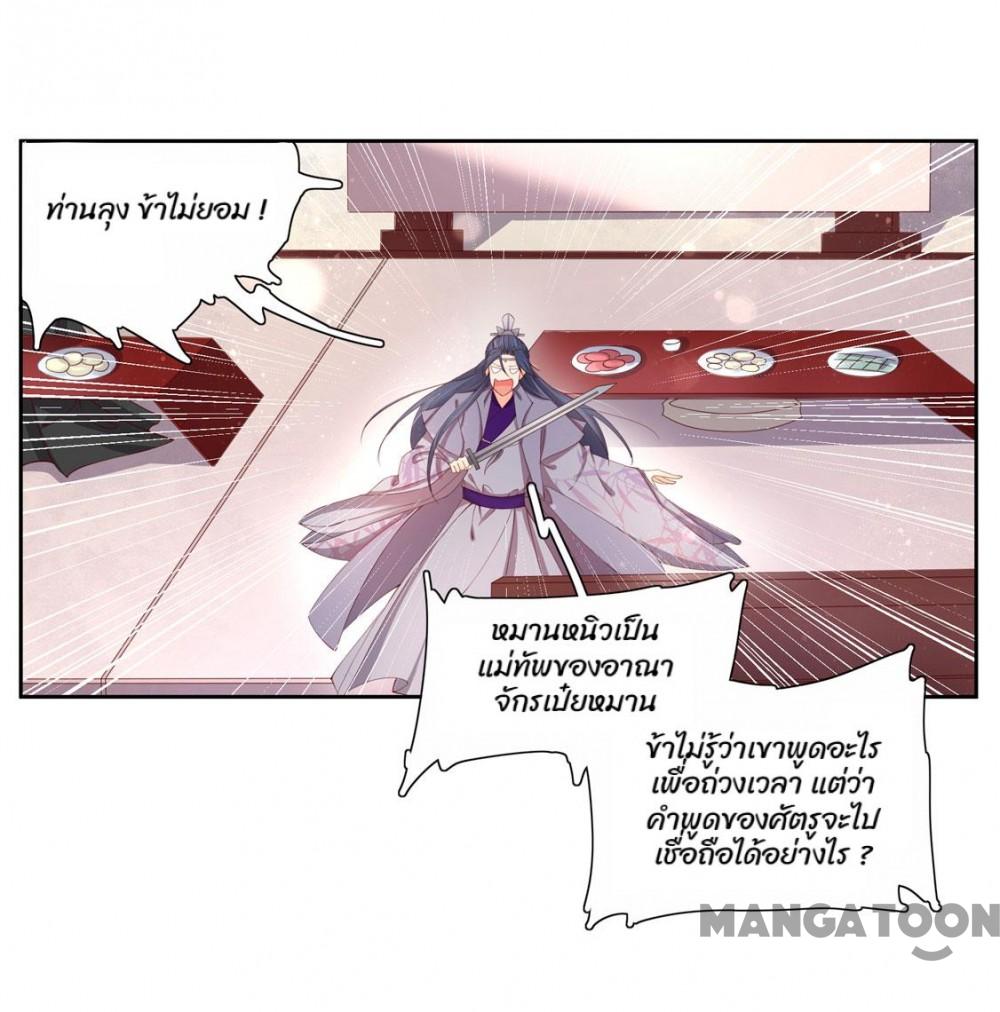 ท่านลุง ข้าไม่ยอม !
หมานหนิวเป็น
แม่ทัพของอาณา
จักรเป๋ยหมาน
ข้าไม่รู้ว่าเขาพูดอะไร
เพื่อถ่วงเวลา แต่ว่า
คำพูดของศัตรูจะไป
เชื่อถือได้อย่างไร ?
MANGATOON